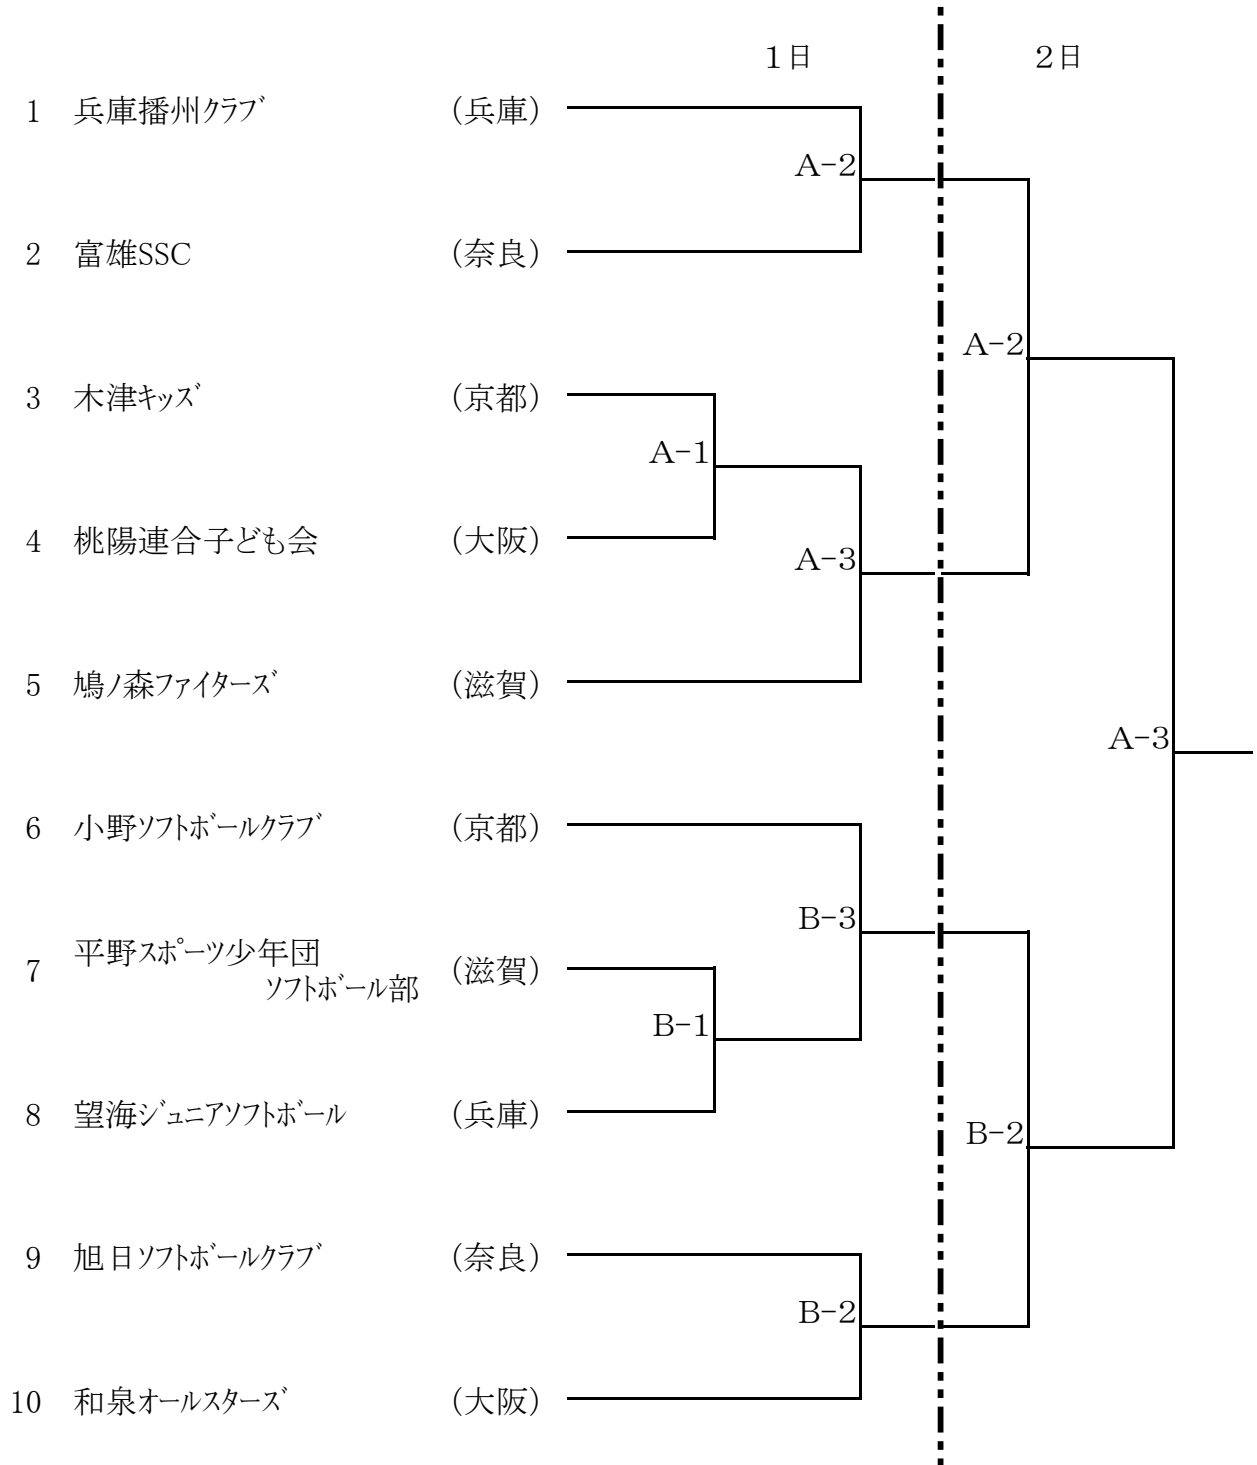 １日 ２日
1 兵庫播州ｸﾗﾌﾞ (兵庫)
A-2
2 富雄SSC (奈良)
A-2
3 木津ｷｯｽﾞ (京都)
A-1
4 桃陽連合子ども会 (大阪)
A-3
5 鳩ﾉ森ﾌｧｲﾀｰｽﾞ (滋賀)
A-3
6 小野ｿﾌﾄﾎﾞｰﾙｸﾗﾌﾞ (京都)
B-3
7 平野ｽﾎﾟｰﾂ少年団
ｿﾌﾄﾎﾞｰﾙ部 (滋賀)
B-1
8 望海ｼﾞｭﾆｱｿﾌﾄﾎﾞｰﾙ (兵庫)
B-2
9 旭日ｿﾌﾄﾎﾞｰﾙｸﾗﾌﾞ (奈良)
B-2
10 和泉ｵｰﾙｽﾀｰｽﾞ (大阪)